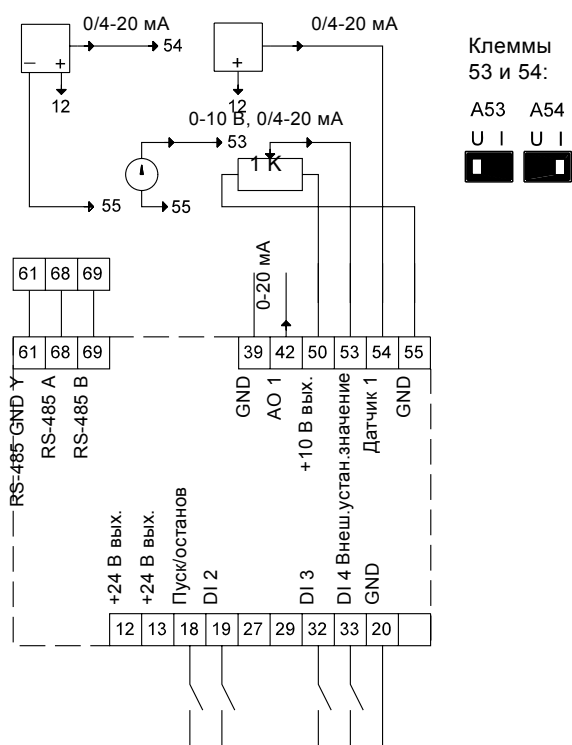 0/4-20 мА
0/4-20 мА
54
–
+
+
12
12
0-10 В, 0/4-20 мА
53
1 K
55
55
Клеммы
53 и 54:
A53 A54
U I U I
61 68 69
0-20 мА
61 68 69
39 42 50 53 54 55
RS-485 GND Y
RS-485 A
RS-485 B
GND
AO 1
+10 В вых.
Внеш.устан.значение
Датчик 1
GND
+24 В вых.
+24 В вых.
Пуск/останов
DI 2
DI 3
DI 4
GND
12 13 18 19 27 29 32 33 20